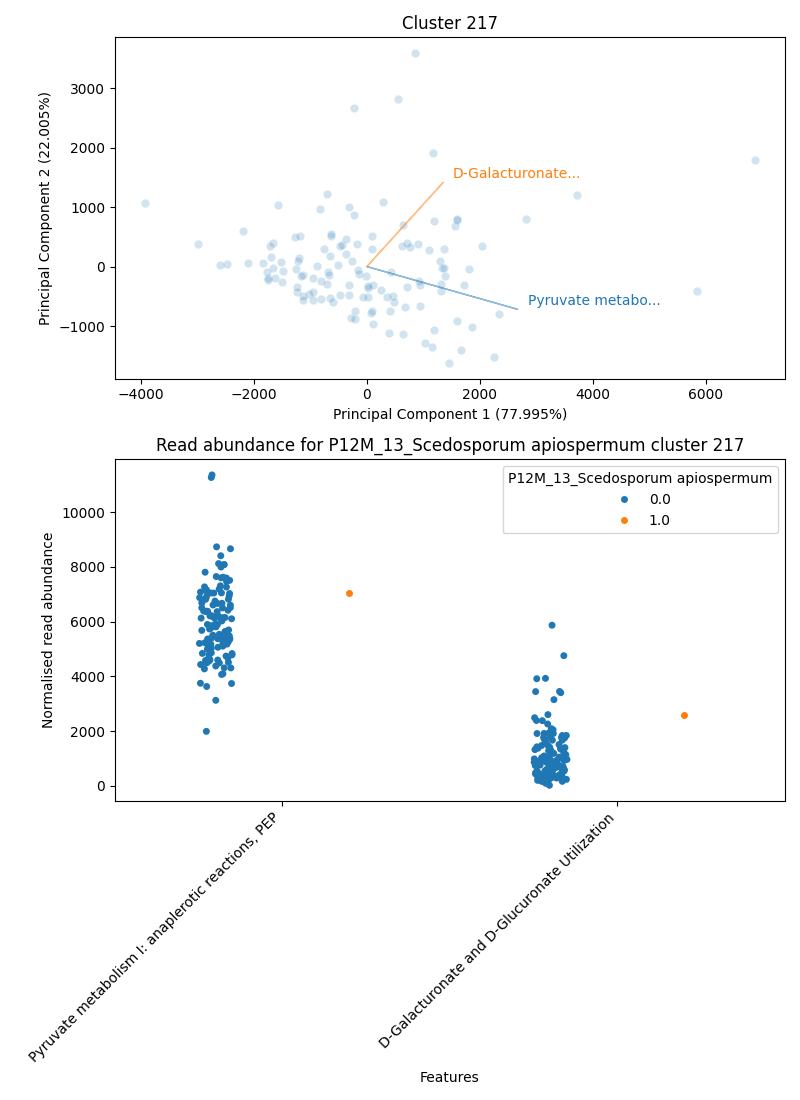 Cluster 217
3000
2000
1000
0
−1000
Principal Component 2 (22.005%)
D-Galacturonate...
Pyruvate metabo...
−4000 −2000 0 2000 4000 6000
Principal Component 1 (77.995%)
Read abundance for P12M_13_Scedosporum apiospermum cluster 217
P12M_13_Scedosporum apiospermum
0.0
1.0
10000
8000
6000
4000
2000
0
Normalised read abundance
Pyruvate metabolism I: anaplerotic reactions, PEP
D-Galacturonate and D-Glucuronate Utilization
Features